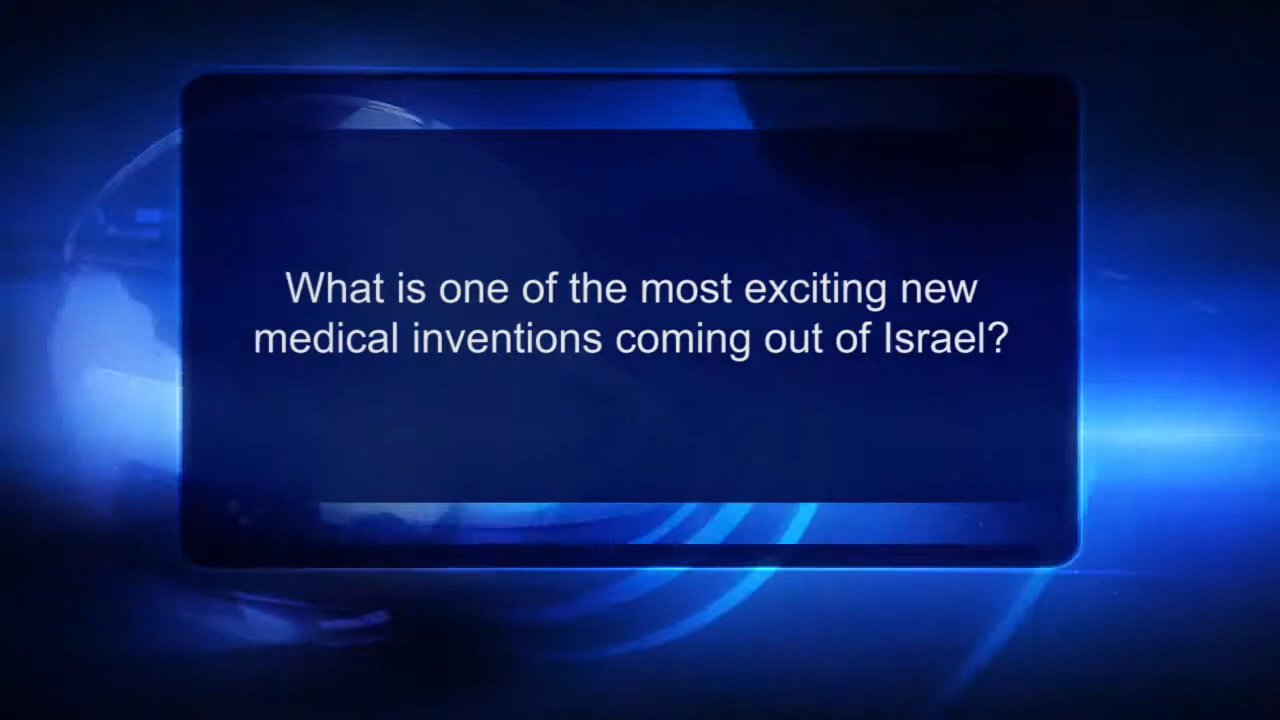 What is one of the most exciting new
medical inventions coming out of Israel?